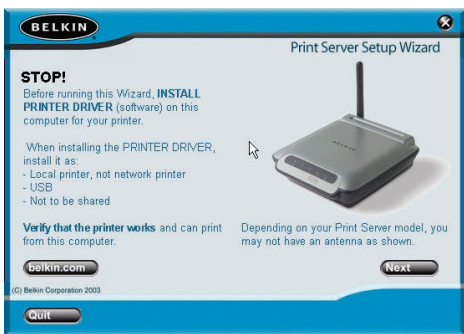 BELKIN
Print Server Setup Wizard
STOP!
Before running this Wizard, INSTALL
PRINTER DRIVER (software) on this
computer for your printer.
When installing the PRINTER DRIVER,
install it as:
- Local printer, not network printer
- USB
- Not to be shared
Verify that the printer works and can print
from this computer.
BELKIN
Depending on your Print Server model, you
may not have an antenna as shown.
belkin.com
Next
(C) Belkin Corporation 2003
Quit